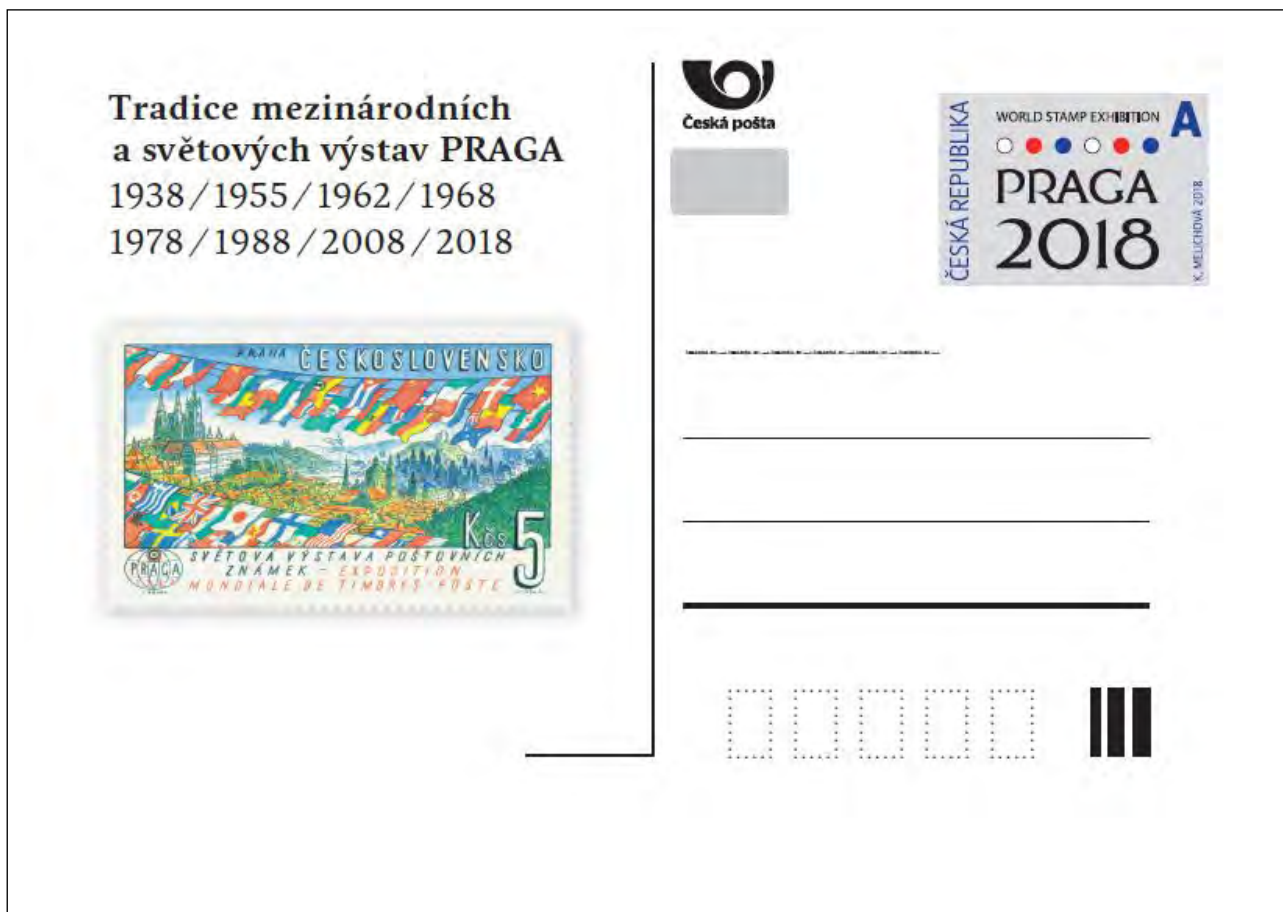 Tradice mezinárodních
a světových výstav PRAGA
1938/1955/1962/1968
1978/1988/2008/2018
PRAHA ČESKOSLOVENSKO
Kčs 5
PRAGA
SVĚTOVÁ VÝSTAVA POŠTOVNÍCH
ZNÁMEK – EXPOSITION
MONDIALE DE TIMBRES-POSTE
Česká pošta
ČESKÁ REPUBLIKA
WORLD STAMP EXHIBITION
A
PRAGA
2018
K. MELICHOVÁ 2018